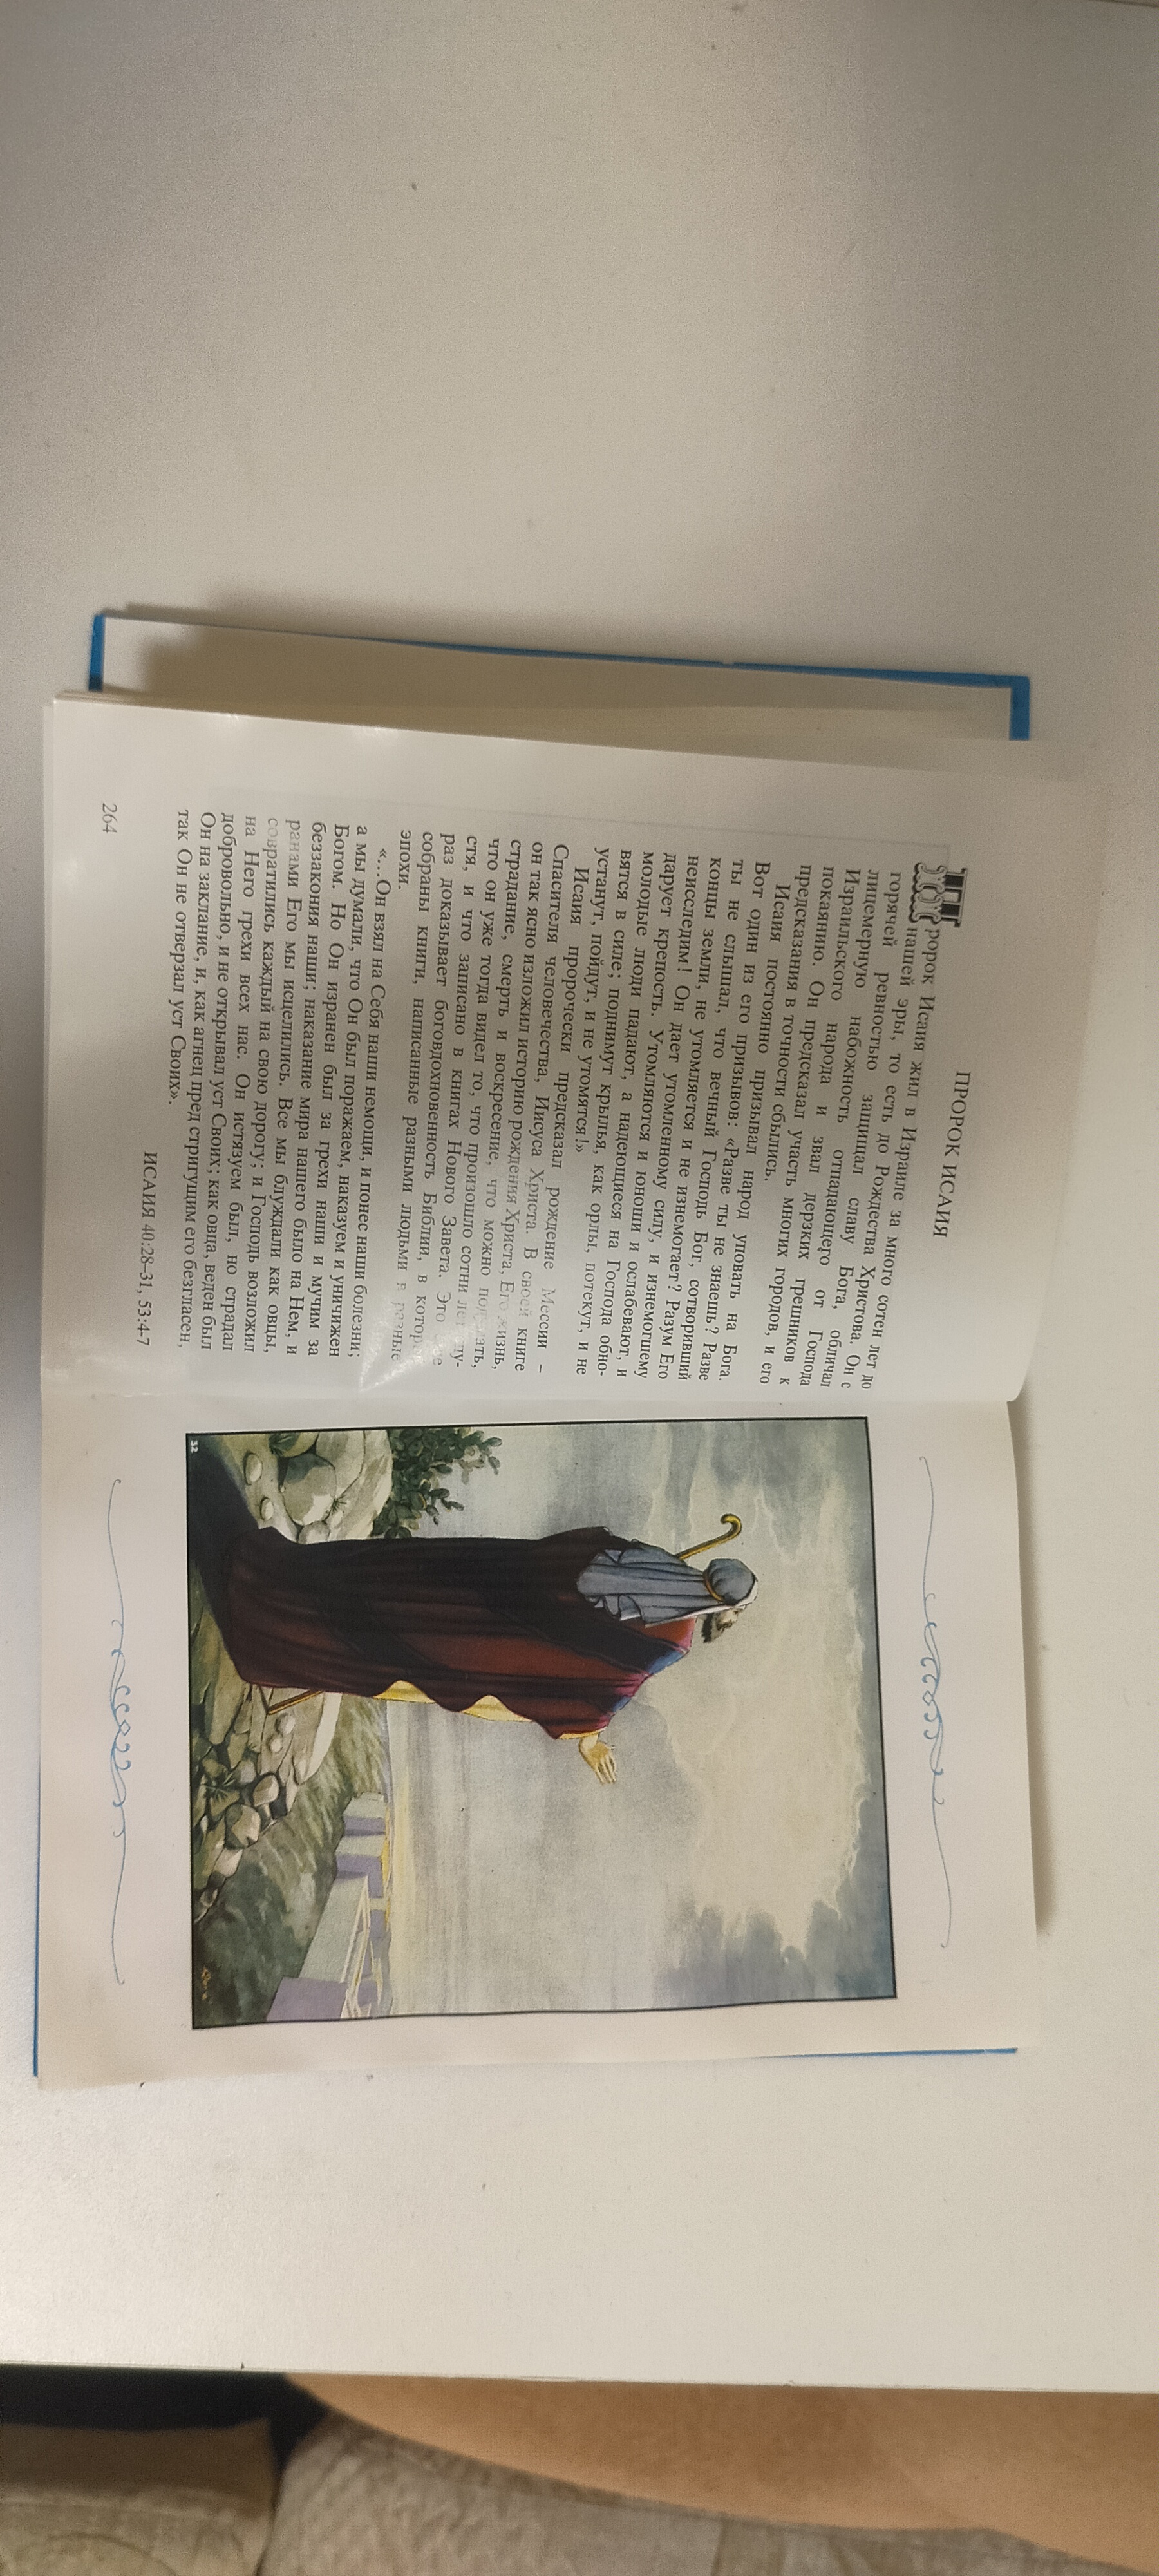 ПРОРОК ИСАИЯ
Пророк Исаия жил в Израиле за много сотен лет до
нашей эры, то есть до Рождества Христова. Он с
горячей ревностью защищал славу Бога, обличал
лицемерную набожность отпадающего от Господа
Израильского народа и звал дерзких грешников к
покаянию. Он предсказал участь многих городов, и его
предсказания в точности сбылись.
Исаия постоянно призывал народ уповать на Бога.
Вот один из его призывов: «Разве ты не знаешь? Разве
ты не слышал, что вечный Господь Бог, сотворивший
концы земли, не утомляется и не изнемогает? Разум Его
неисследим! Он дает утомленному силу, и изнемогшему
дарует крепость. Утомляются и юноши и ослабевают, и
молодые люди падают, а надеющиеся на Господа обно-
вятся в силе; поднимут крылья, как орлы, потекут, и не
устанут, пойдут, и не утомятся!»
Исаия пророчески предсказал рождение Мессии –
Спасителя человечества, Иисуса Христа. В своей книге
он так ясно изложил историю рождения Христа, Его жизнь,
страдание, смерть и воскресение, что можно подумать,
что он уже тогда видел то, что произошло сотни лет спу-
стя, и что записано в книгах Нового Завета. Это
раз доказывает боговдохновенность Библии, в которой
собраны книги, написанные разными людьми в разные
эпохи.
«...Он взял на Себя наши немощи, и понес наши болезни;
а мы думали, что Он был поражаем, наказуем и уничижен
Богом. Но Он изранен был за грехи наши и мучим за
беззакония наши; наказание мира нашего было на Нем, и
ранами Его мы исцелились. Все мы блуждали как овцы,
совратились каждый на свою дорогу; и Господь возложил
на Него грехи всех нас. Он истязуем был, но страдал
добровольно, и не открывал уст Своих; как овца, веден был
Он на заклание, и, как агнец пред стригущим его безгласен,
так Он не отверзал уст Своих».
ИСАИЯ 40:28–31, 53:4-7
264
32